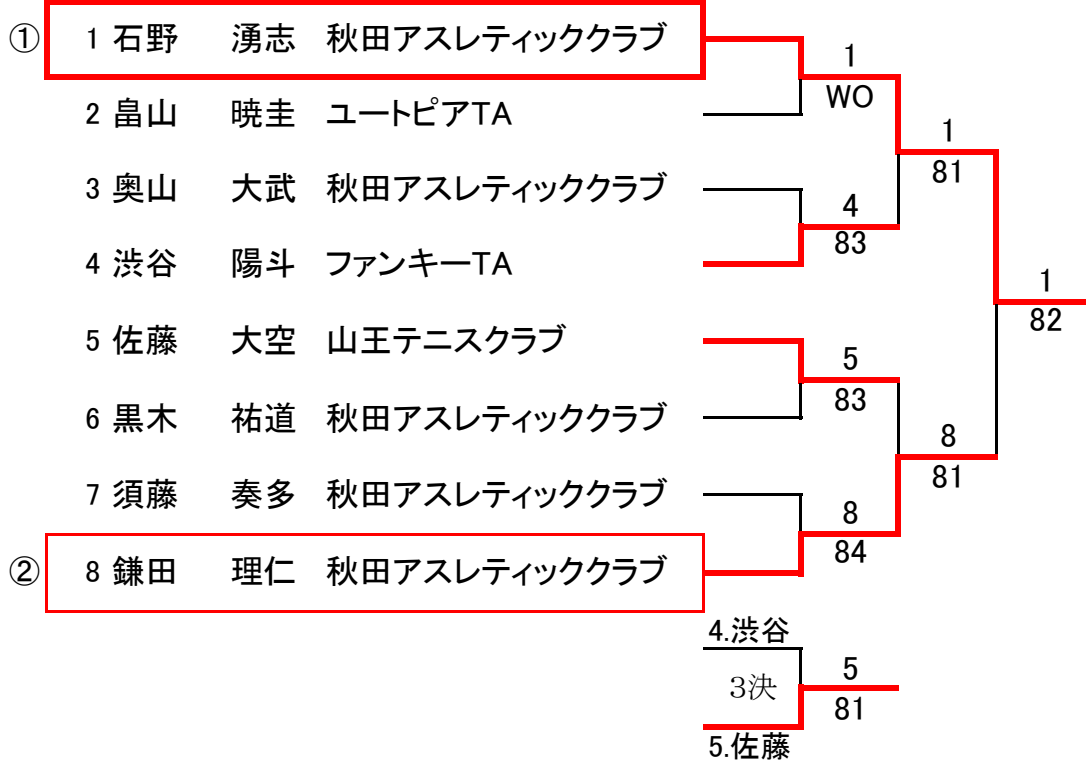 ① 1 石野 湧志 秋田アスレティッククラブ
1
WO
2 畠山 暁圭 ユートピアTA
1
81
3 奥山 大武 秋田アスレティッククラブ
4
83
4 渋谷 陽斗 ファンキーTA
1
82
5 佐藤 大空 山王テニスクラブ
5
83
6 黒木 祐道 秋田アスレティッククラブ
8
81
7 須藤 奏多 秋田アスレティッククラブ
8
84
② 8 鎌田 理仁 秋田アスレティッククラブ
4.渋谷
3決
5
81
5.佐藤